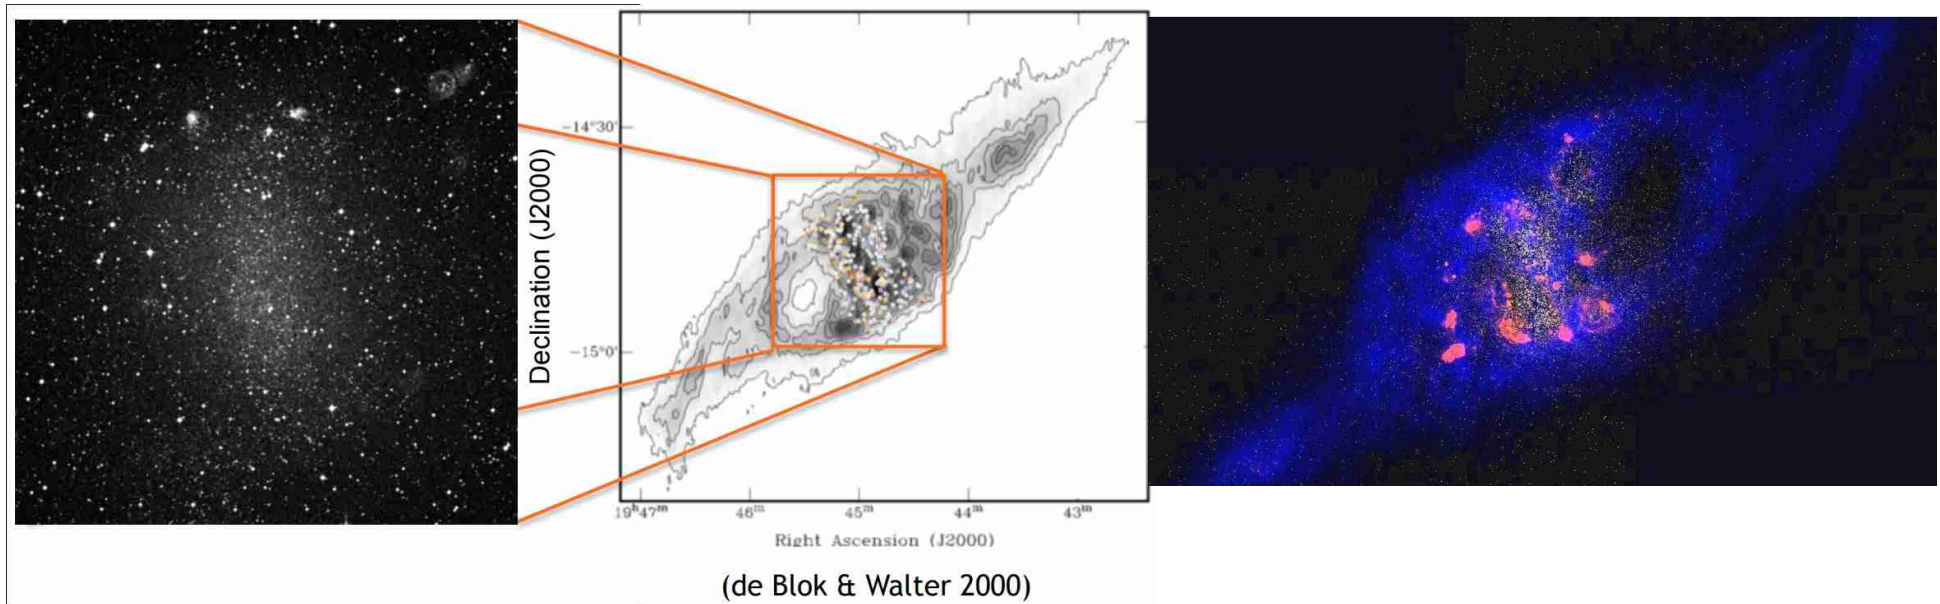 Declination (J2000)
-14°30'
-15°0'
19ʰ47ᵐ 46ᵐ 45ᵐ 44ᵐ 43ᵐ
Right Ascension (J2000)
(de Blok & Walter 2000)